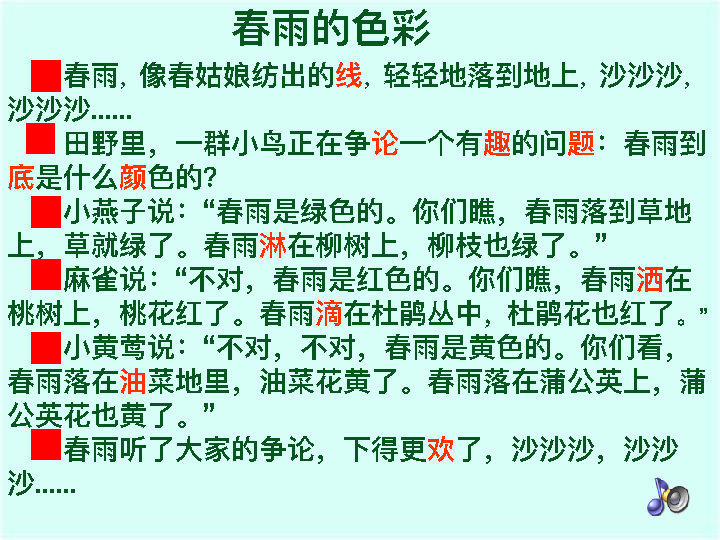 春雨的色彩
春雨, 像春姑娘纺出的线, 轻轻地落到地上, 沙沙沙,
沙沙沙......
田野里，一群小鸟正在争论一个有趣的问题：春雨到
底是什么颜色的?
小燕子说：“春雨是绿色的。你们瞧，春雨落到草地
上，草就绿了。春雨淋在柳树上，柳枝也绿了。”
麻雀说：“不对，春雨是红色的。你们瞧，春雨洒在
桃树上，桃花红了。春雨滴在杜鹃丛中，杜鹃花也红了。”
小黄莺说：“不对，不对，春雨是黄色的。你们看，
春雨落在油菜地里，油菜花黄了。春雨落在蒲公英上，蒲
公英花也黄了。”
春雨听了大家的争论，下得更欢了，沙沙沙，沙沙
沙......